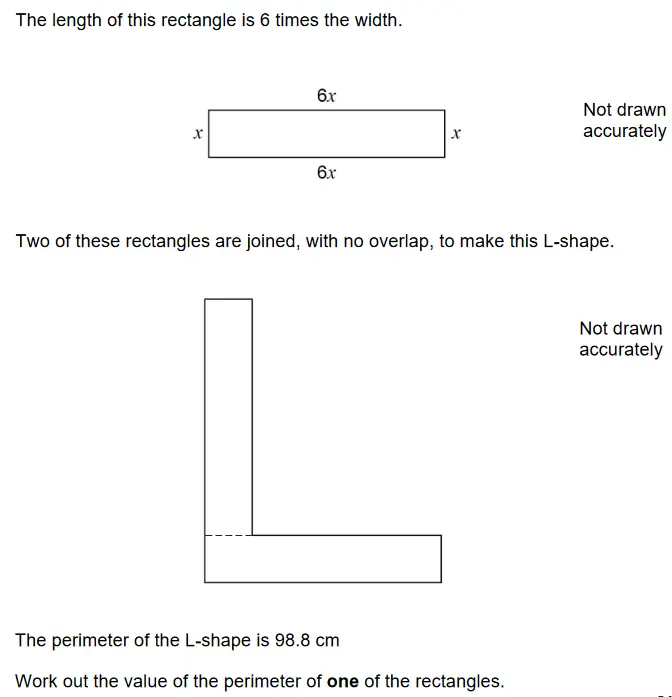 The length of this rectangle is 6 times the width.
6x
Not drawn
accurately
x
x
6x
Two of these rectangles are joined, with no overlap, to make this L-shape.
Not drawn
accurately
The perimeter of the L-shape is 98.8 cm
Work out the value of the perimeter of one of the rectangles.